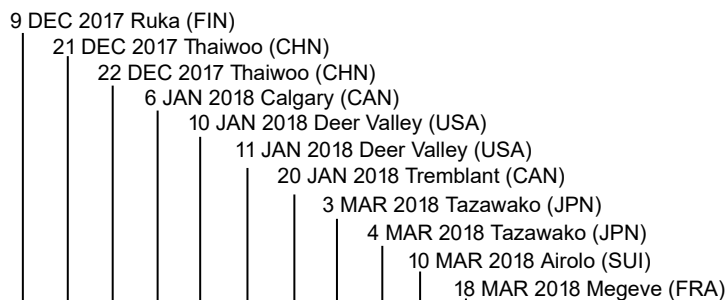 9 DEC 2017 Ruka (FIN)
21 DEC 2017 Thaiwoo (CHN)
22 DEC 2017 Thaiwoo (CHN)
6 JAN 2018 Calgary (CAN)
10 JAN 2018 Deer Valley (USA)
11 JAN 2018 Deer Valley (USA)
20 JAN 2018 Tremblant (CAN)
3 MAR 2018 Tazawako (JPN)
4 MAR 2018 Tazawako (JPN)
10 MAR 2018 Airolo (SUI)
18 MAR 2018 Megeve (FRA)